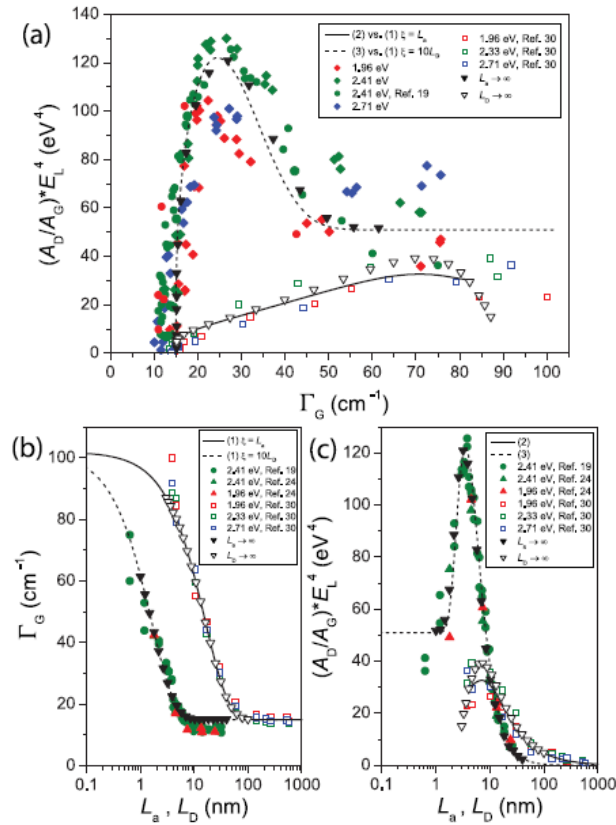 (a)
(A_D/A_G)*E_L^4 (eV^4)
140
120
100
80
60
40
20
0
0 10 20 30 40 50 60 70 80 90 100
Γ_G (cm^-1)
(2) vs. (1) ξ = L_a
(3) vs. (1) ξ = 10L_D
1.96 eV
2.41 eV
2.41 eV, Ref. 19
2.71 eV
1.96 eV, Ref. 30
2.33 eV, Ref. 30
2.71 eV, Ref. 30
L_a → ∞
L_D → ∞
(b)
Γ_G (cm^-1)
100
80
60
40
20
0
0.1 1 10 100 1000
L_a , L_D (nm)
(1) ξ = L_a
(1) ξ = 10L_D
2.41 eV, Ref. 19
2.41 eV, Ref. 24
1.96 eV, Ref. 24
1.96 eV, Ref. 30
2.33 eV, Ref. 30
2.71 eV, Ref. 30
L_a → ∞
L_D → ∞
(c)
(A_D/A_G)*E_L^4 (eV^4)
120
100
80
60
40
20
0
0.1 1 10 100 1000
L_a , L_D (nm)
(2)
(3)
2.41 eV, Ref. 19
2.41 eV, Ref. 24
1.96 eV, Ref. 24
1.96 eV, Ref. 30
2.33 eV, Ref. 30
2.71 eV, Ref. 30
L_a → ∞
L_D → ∞